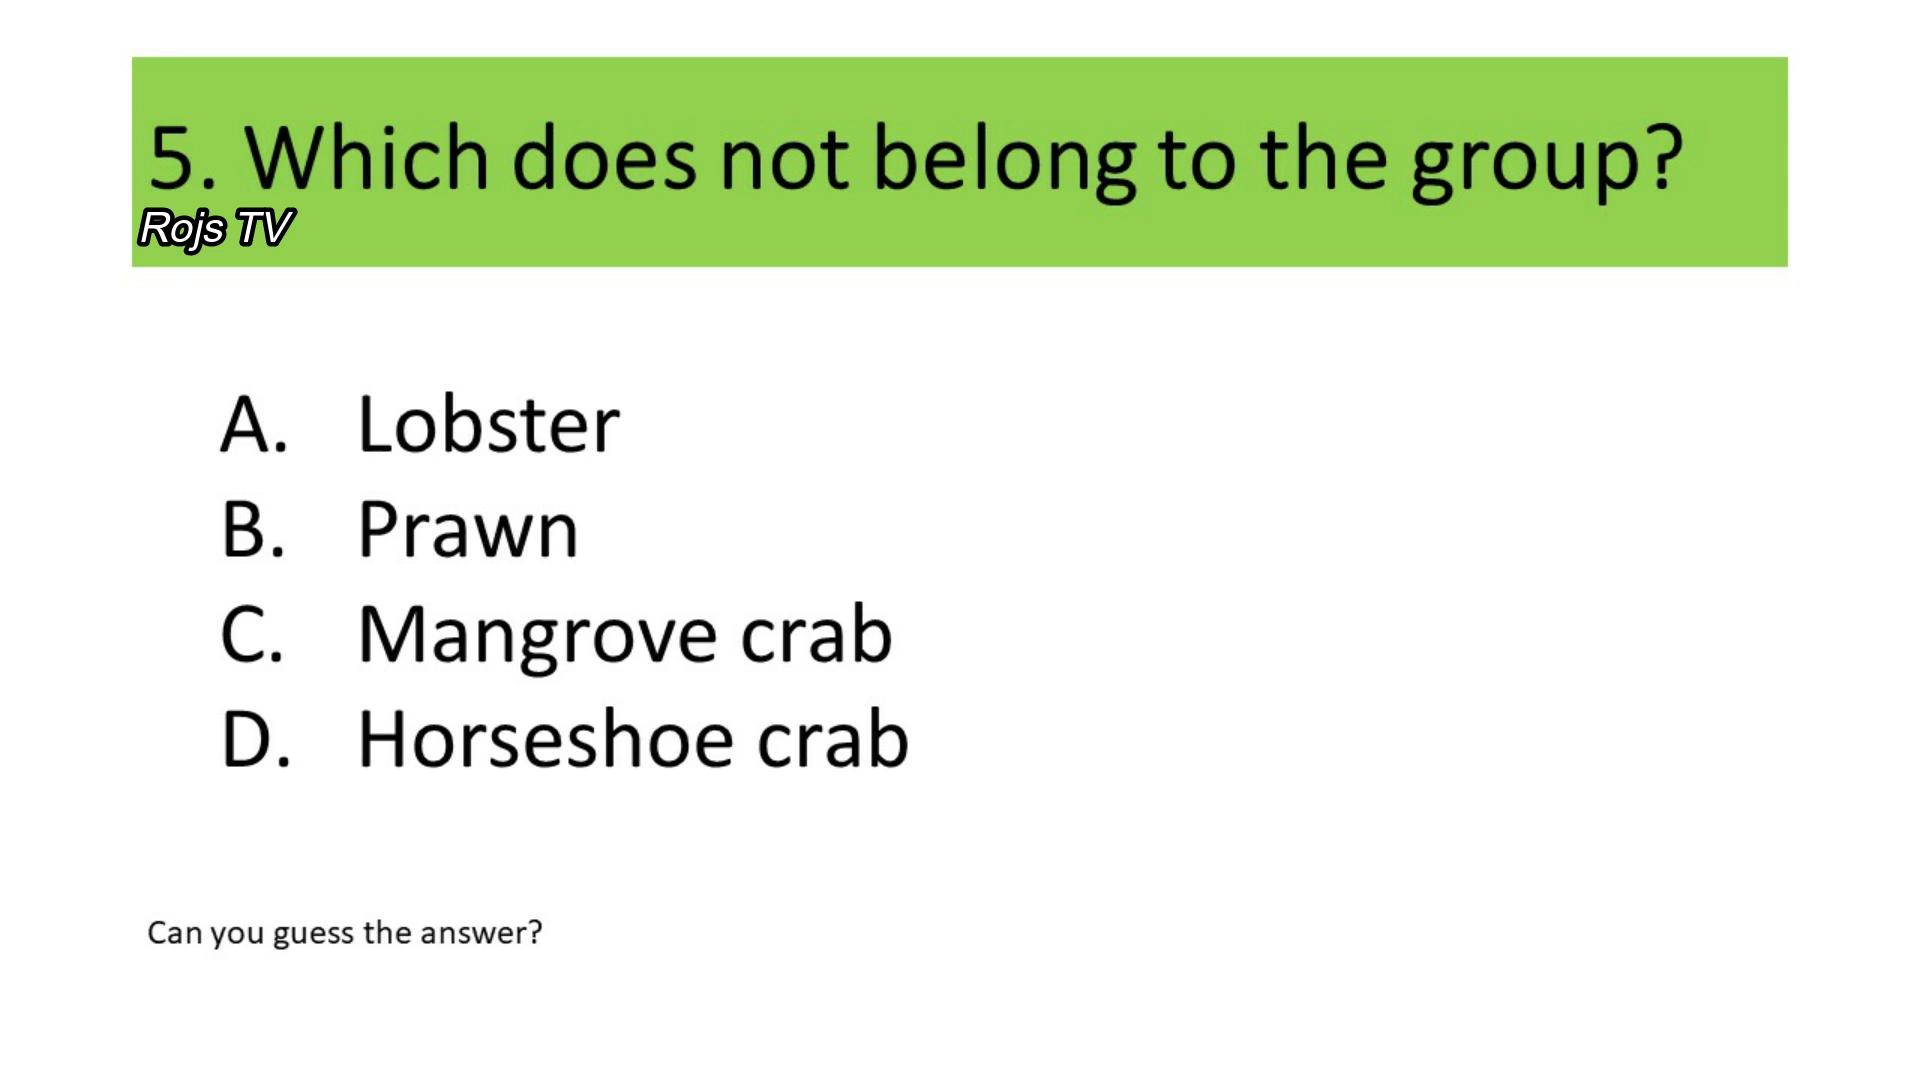 5. Which does not belong to the group?
Rojs TV
A. Lobster
B. Prawn
C. Mangrove crab
D. Horseshoe crab
Can you guess the answer?